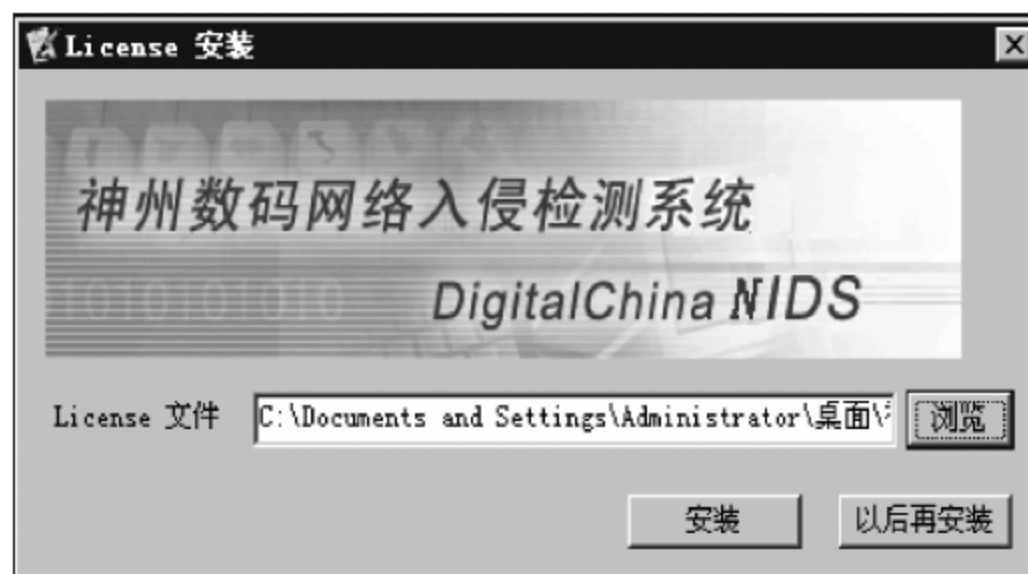 License 安装
神州数码网络入侵检测系统
1010101010
DigitalChina NIDS
License 文件 C:\Documents and Settings\Administrator\桌面\ 浏览
安装 以后再安装